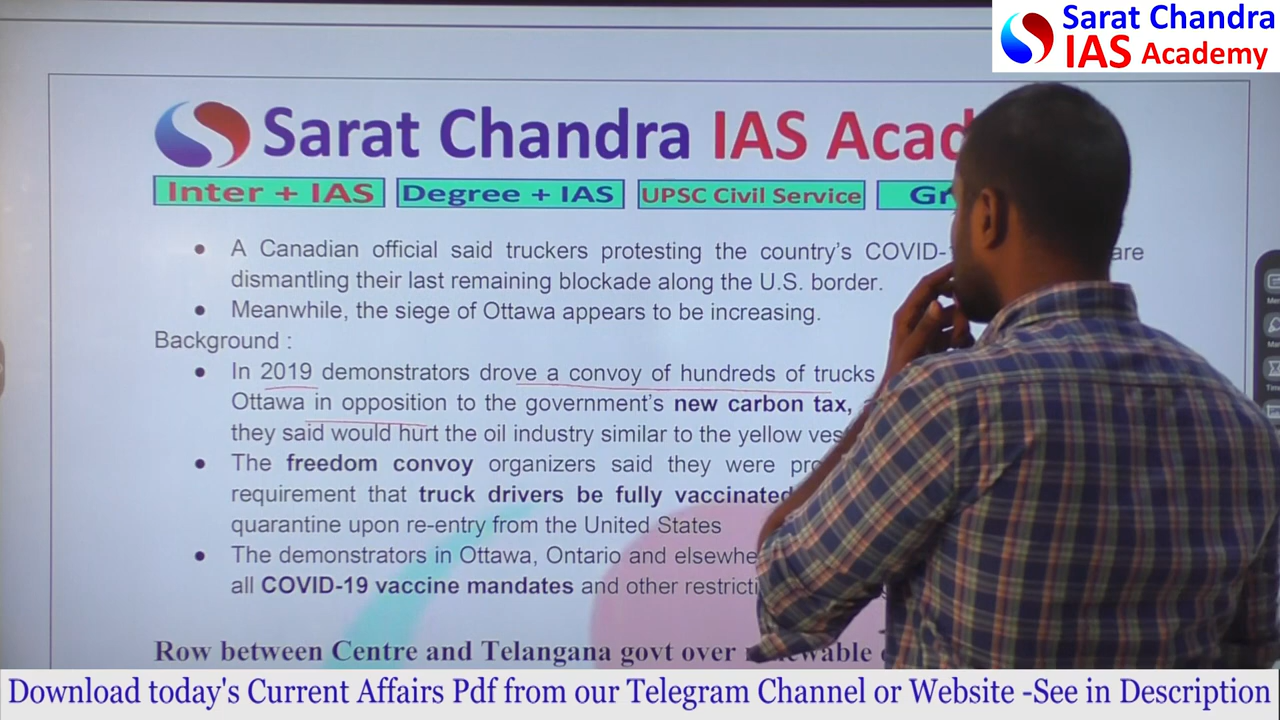 Sarat Chandra
IAS Academy
Sarat Chandra IAS Acad
Inter + IAS Degree + IAS UPSC Civil Service Gr
• A Canadian official said truckers protesting the country's COVID- are
dismantling their last remaining blockade along the U.S. border.
• Meanwhile, the siege of Ottawa appears to be increasing.
Background :
• In 2019 demonstrators drove a convoy of hundreds of trucks
Ottawa in opposition to the government's new carbon tax,
they said would hurt the oil industry similar to the yellow ves
• The freedom convoy organizers said they were pro
requirement that truck drivers be fully vaccinated
quarantine upon re-entry from the United States
• The demonstrators in Ottawa, Ontario and elsewhe
all COVID-19 vaccine mandates and other restricti
Row between Centre and Telangana govt over
Download today's Current Affairs Pdf from our Telegram Channel or Website -See in Description